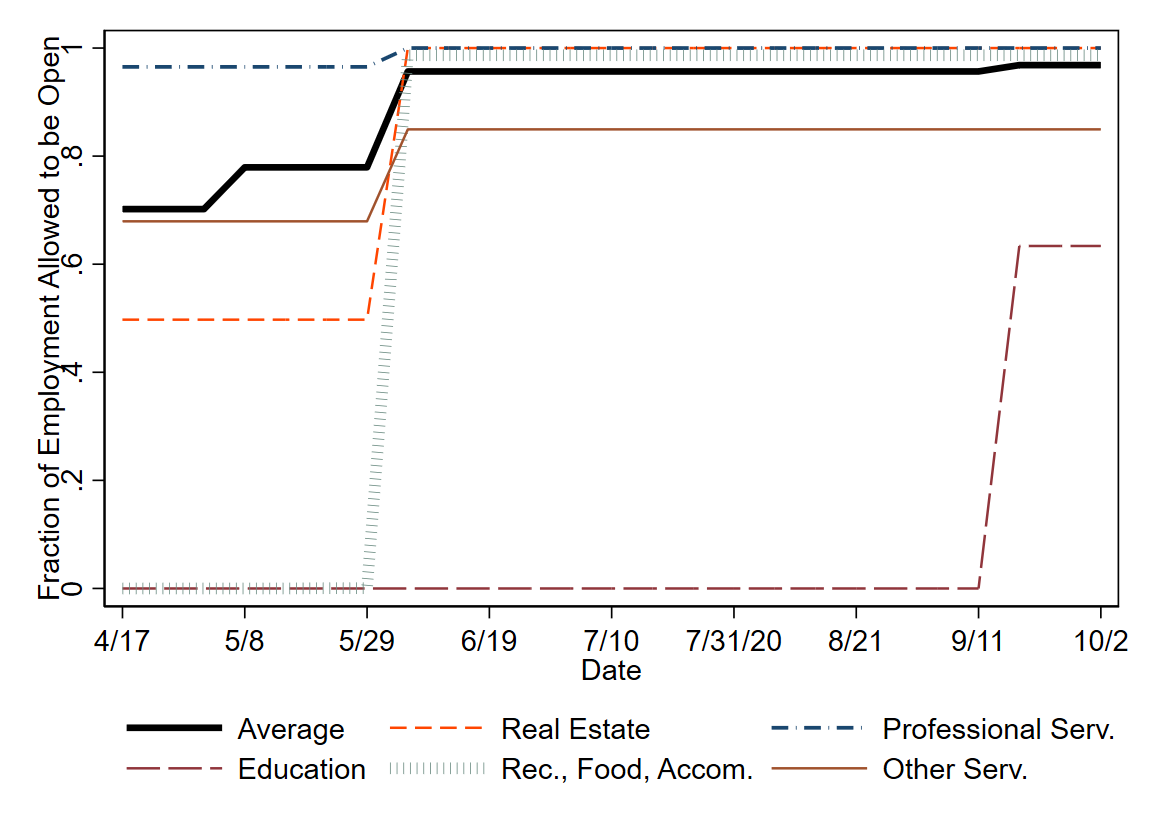 Fraction of Employment Allowed to be Open
1
.8
.6
.4
.2
0
4/17 5/8 5/29 6/19 7/10 7/31/20 8/21 9/11 10/2
Date
Average Real Estate Professional Serv.
Education Rec., Food, Accom. Other Serv.